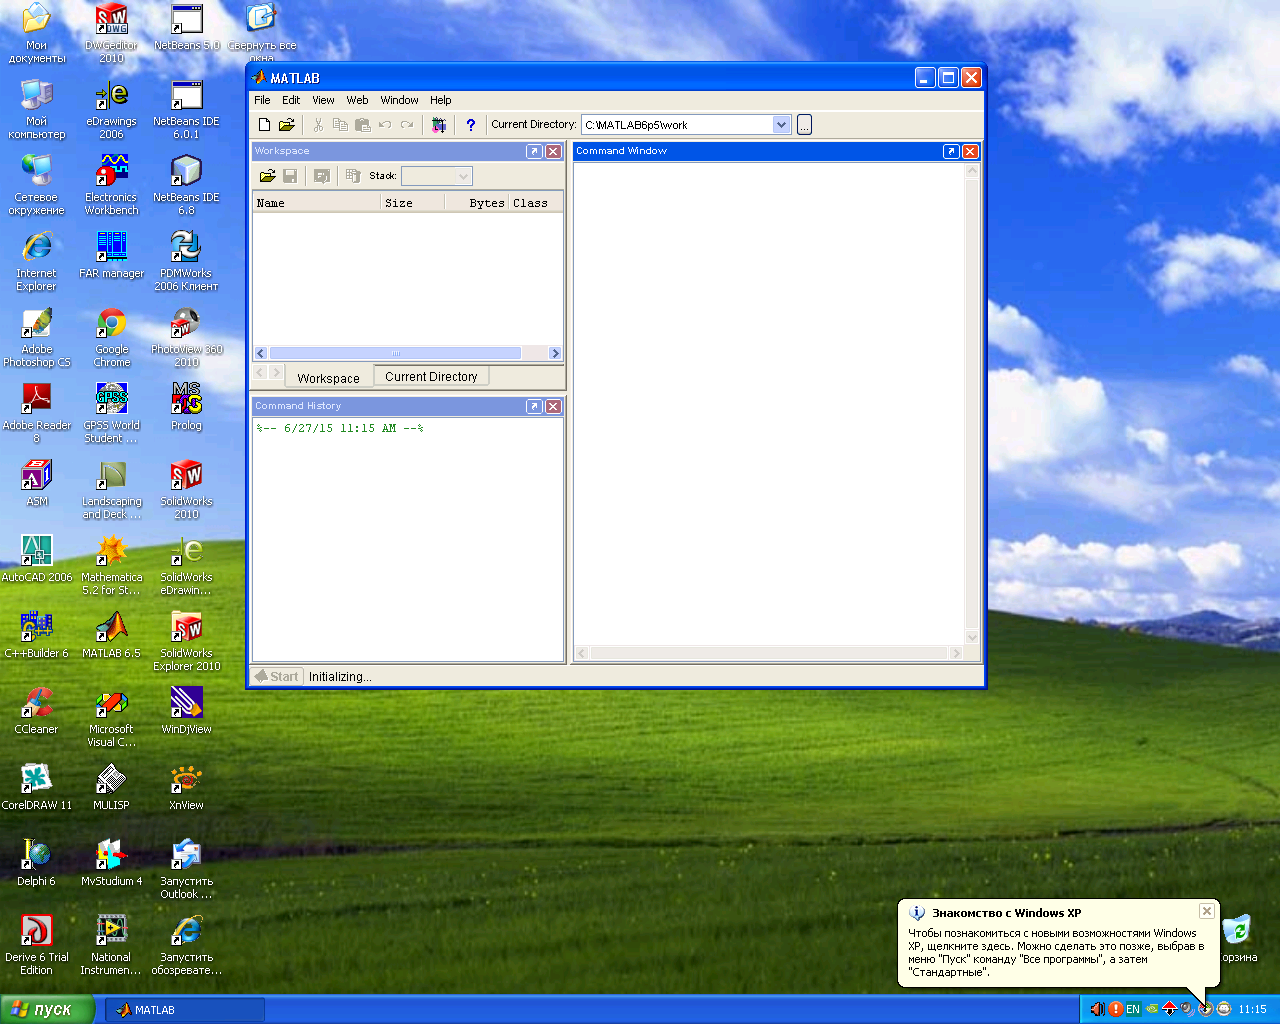 Мои
документы
DWGeditor
2010
NetBeans 5.0
Свернуть все
окна
Мой
компьютер
eDrawings
2006
NetBeans IDE
6.0.1
Сетевое
окружение
Electronics
Workbench
NetBeans IDE
6.8
Internet
Explorer
FAR manager
PDMWorks
2006 Клиент
Adobe
Photoshop CS
Google
Chrome
PhotoView 360
2010
Adobe Reader
8
GPSS World
Student ...
Prolog
ASM
Landscaping
and Deck ...
SolidWorks
2010
AutoCAD 2006
Mathematica
5.2 for St...
SolidWorks
eDrawin...
C++Builder 6
MATLAB 6.5
SolidWorks
Explorer 2010
CCleaner
Microsoft
Visual C...
WinDjView
CorelDRAW 11
MULISP
XnView
Delphi 6
MvStudium 4
Запустить
Outlook ...
Derive 6 Trial
Edition
National
Instrumen...
Запустить
обозревате...
MATLAB
File Edit View Web Window Help
Current Directory: C:\MATLAB6p5\work ...
Workspace
Stack:
Name Size Bytes Class
Workspace Current Directory
Command History
%-- 6/27/15 11:15 AM --%
Command Window
Start Initializing...
Знакомство с Windows XP
Чтобы познакомиться с новыми возможностями Windows
XP, щелкните здесь. Можно сделать это позже, выбрав в
меню "Пуск" команду "Все программы", а затем
"Стандартные".
орзина
пуск
MATLAB
EN
11:15